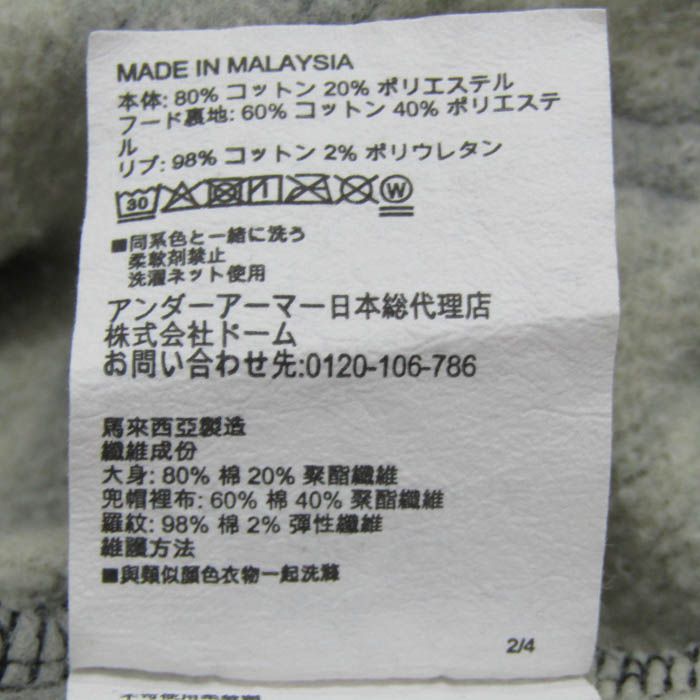 MADE IN MALAYSIA
本体: 80% コットン 20% ポリエステル
フード裏地: 60% コットン 40% ポリエステ
ル
リブ: 98% コットン 2% ポリウレタン
30 W
■同系色と一緒に洗う
柔軟剤禁止
洗濯ネット使用
アンダーアーマー日本総代理店
株式会社ドーム
お問い合わせ先:0120-106-786
馬來西亞製造
纖維成份
大身: 80% 棉 20% 聚酯纖維
兜帽裡布: 60% 棉 40% 聚酯纖維
羅紋: 98% 棉 2% 彈性纖維
維護方法
■與類似顏色衣物一起洗滌
2/4